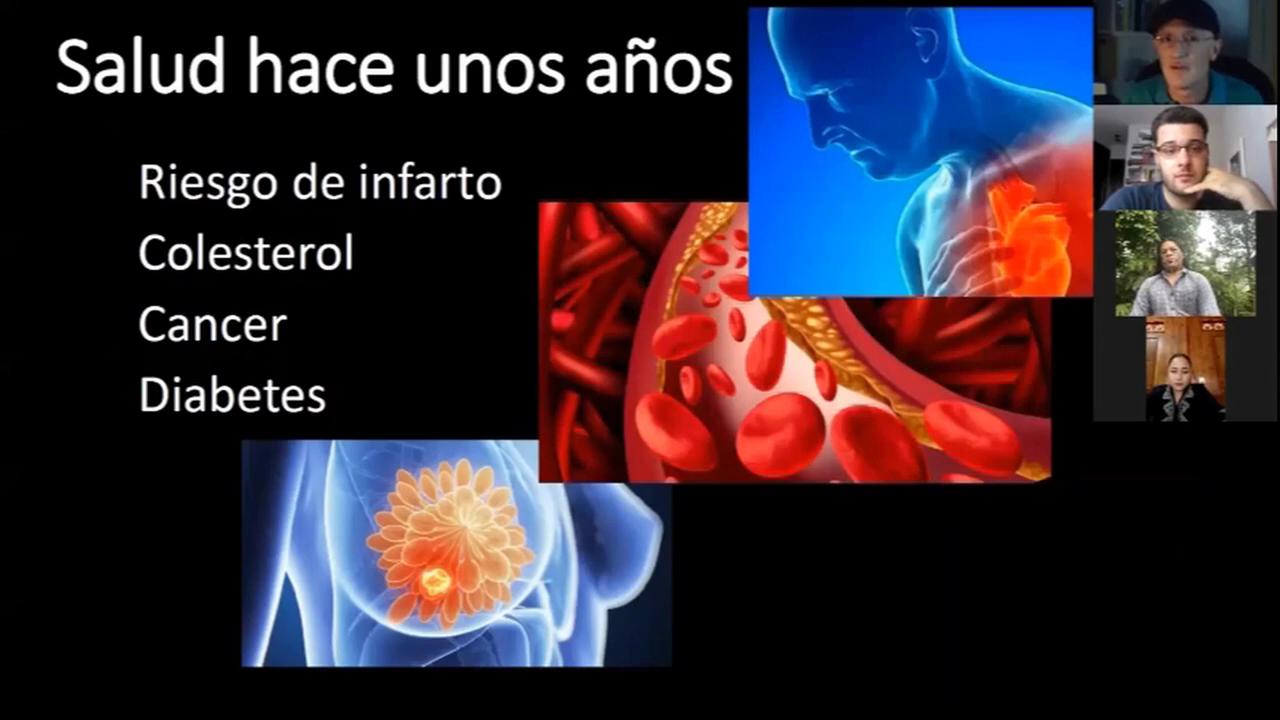 Salud hace unos años
Riesgo de infarto
Colesterol
Cancer
Diabetes